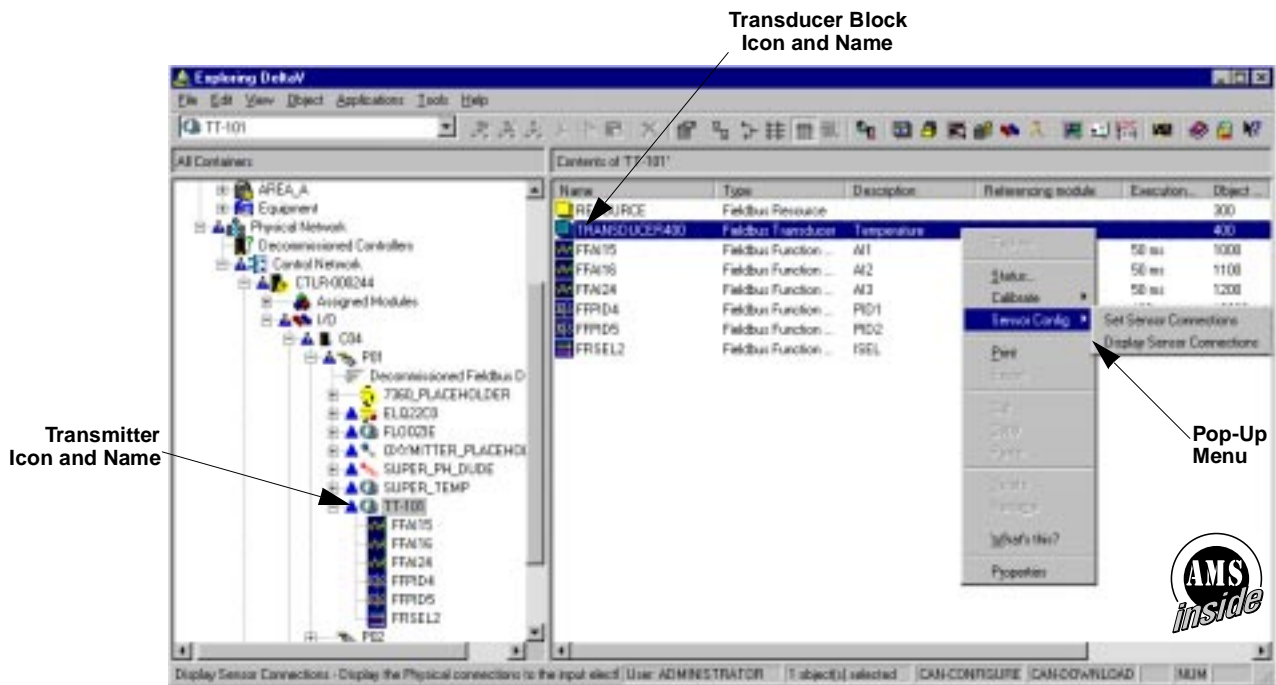 Transducer Block
Icon and Name
Exploring DeltaV
File Edit View Object Applications Tools Help
TT-101
All Containers
Contents of 'TT-101'
AREA_A
Equipment
Physical Network
Decommissioned Controllers
Control Network
CTLR-008244
Assigned Modules
I/O
C04
P01
Decommissioned Fieldbus D
7360_PLACEHOLDER
FLOOZIE
OXYMITTER_PLACEHOL
SUPER_PH_DUDE
SUPER_TEMP
TT-101
FFAI15
FFAI16
FFAI24
FFPID4
FFPID5
FFISEL2
P02
Name Type Description Referencing module Execution... Object ...
Fieldbus Resource 300
TRANSDUCER400 Fieldbus Transducer Temperature 400
FFAI15 Fieldbus Function ... AI1 50 ms 1000
FFAI16 Fieldbus Function ... AI2 50 ms 1100
FFAI24 Fieldbus Function ... AI3 50 ms 1200
FFPID4 Fieldbus Function ... PID1
FFPID5 Fieldbus Function ... PID2
FFISEL2 Fieldbus Function ... ISEL
Status...
Calibrate
Sensor Config
Set Sensor Connections
Display Sensor Connections
Print
What's this?
Properties
Transmitter
Icon and Name
Pop-Up
Menu
AMS
inside
Display Sensor Connections - Display the Physical connections to the input electr User: ADMINISTRATOR 1 object(s) selected CAN-CONFIGURE CAN-DOWNLOAD NUM